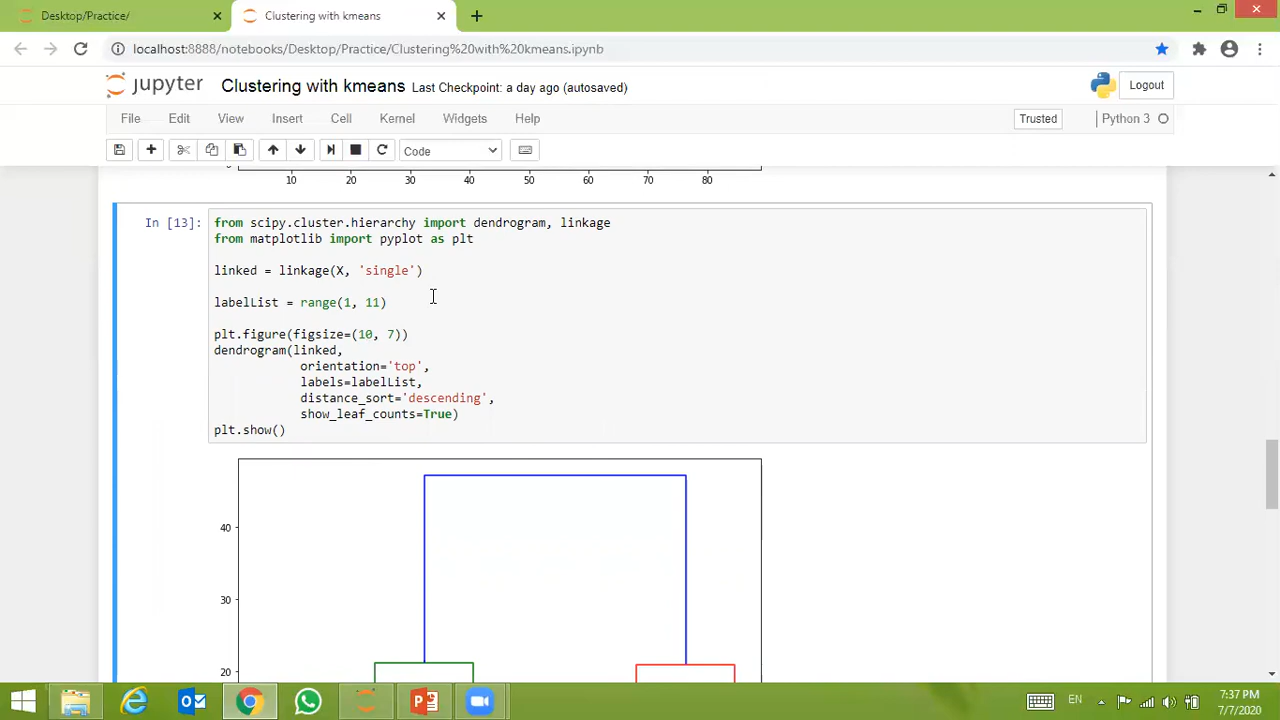 Desktop/Practice/
Clustering with kmeans
localhost:8888/notebooks/Desktop/Practice/Clustering%20with%20kmeans.ipynb
jupyter Clustering with kmeans Last Checkpoint: a day ago (autosaved)
Logout
File Edit View Insert Cell Kernel Widgets Help
Trusted
Python 3
Code
10 20 30 40 50 60 70 80
In [13]:
from scipy.cluster.hierarchy import dendrogram, linkage
from matplotlib import pyplot as plt
linked = linkage(X, 'single')
labelList = range(1, 11)
plt.figure(figsize=(10, 7))
dendrogram(linked,
orientation='top',
labels=labelList,
distance_sort='descending',
show_leaf_counts=True)
plt.show()
40
30
20
EN
7:37 PM
7/7/2020